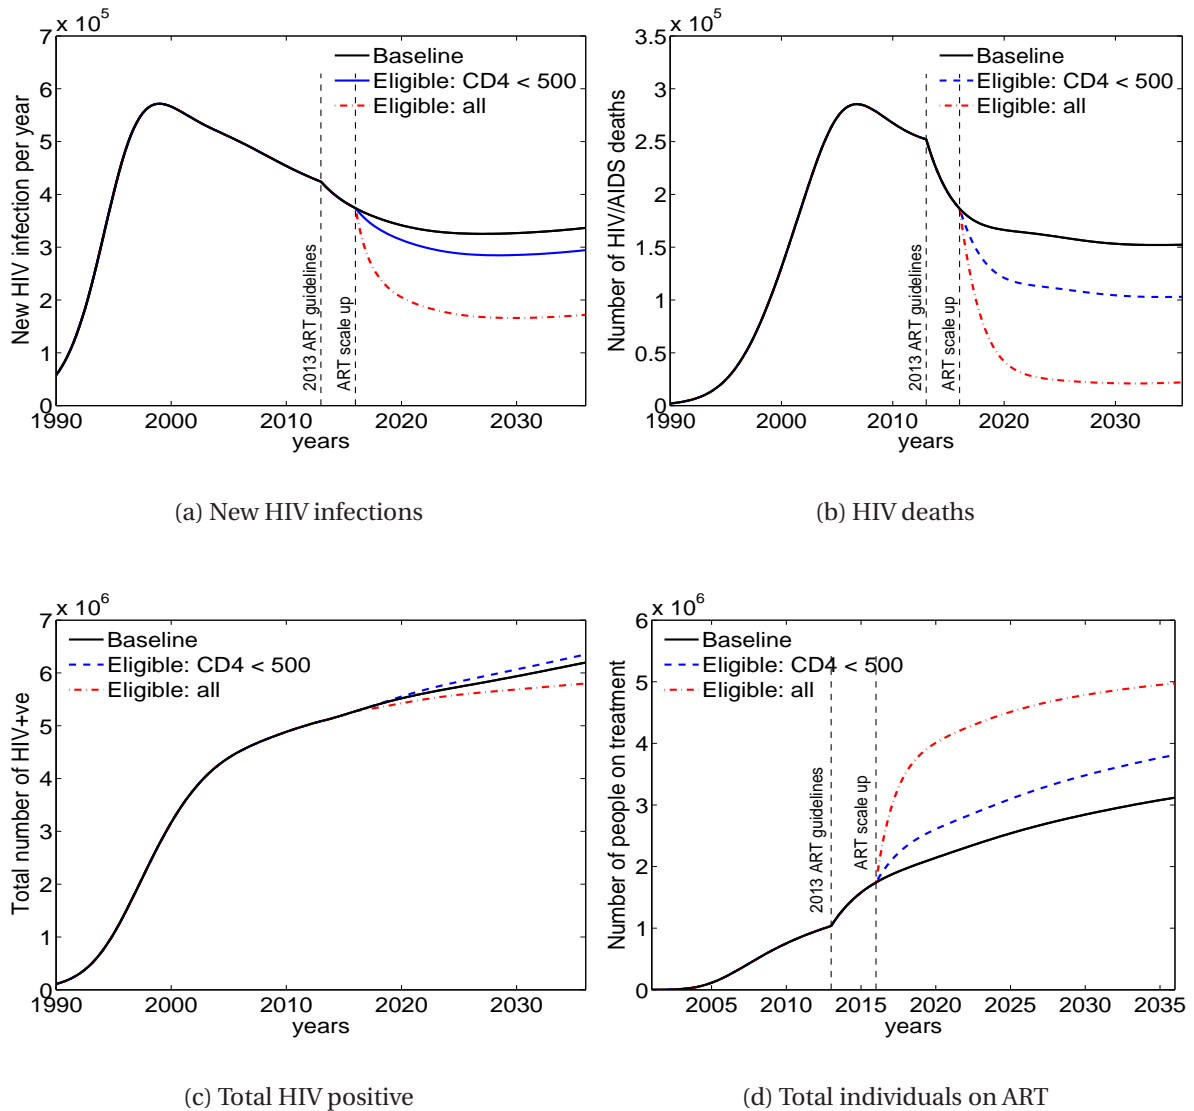 x 10^5
7
6
5
4
3
2
1
0
New HIV infection per year
Baseline
Eligible: CD4 < 500
Eligible: all
2013 ART guidelines
ART scale up
1990 2000 2010 2020 2030
years
(a) New HIV infections
x 10^5
3.5
3
2.5
2
1.5
1
0.5
0
Number of HIV/AIDS deaths
Baseline
Eligible: CD4 < 500
Eligible: all
2013 ART guidelines
ART scale up
1990 2000 2010 2020 2030
years
(b) HIV deaths
x 10^6
7
6
5
4
3
2
1
0
Total number of HIV+ve
Baseline
Eligible: CD4 < 500
Eligible: all
1990 2000 2010 2020 2030
years
(c) Total HIV positive
x 10^6
6
5
4
3
2
1
0
Number of people on treatment
Baseline
Eligible: CD4 < 500
Eligible: all
2013 ART guidelines
ART scale up
2005 2010 2015 2020 2025 2030 2035
years
(d) Total individuals on ART